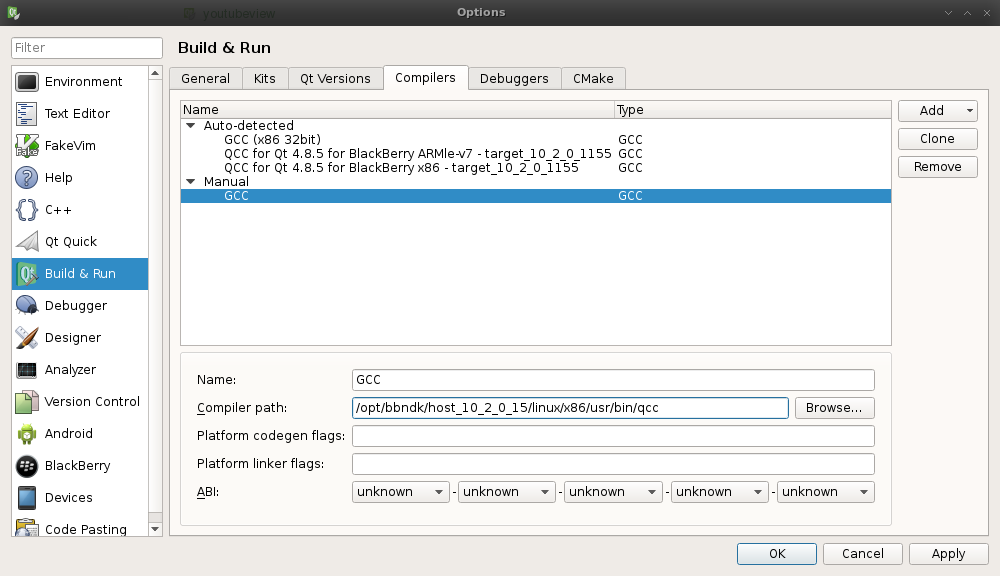 youtubeview
Options
Filter
Build & Run
Environment
Text Editor
FakeVim
Help
C++
Qt Quick
Build & Run
Debugger
Designer
Analyzer
Version Control
Android
BlackBerry
Devices
Code Pasting
General Kits Qt Versions Compilers Debuggers CMake
Name Type
Auto-detected
GCC (x86 32bit) GCC
QCC for Qt 4.8.5 for BlackBerry ARMle-v7 - target_10_2_0_1155 GCC
QCC for Qt 4.8.5 for BlackBerry x86 - target_10_2_0_1155 GCC
Manual
GCC GCC
Add
Clone
Remove
Name: GCC
Compiler path: /opt/bbndk/host_10_2_0_15/linux/x86/usr/bin/qcc Browse...
Platform codegen flags:
Platform linker flags:
ABI: unknown - unknown - unknown - unknown - unknown
OK Cancel Apply